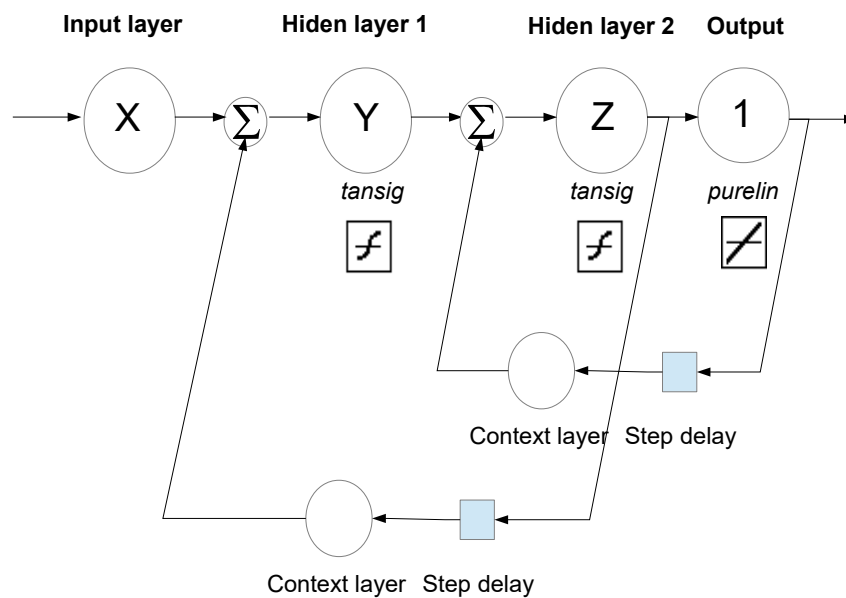 Input layer Hiden layer 1 Hiden layer 2 Output
X Σ Y Σ Z 1
tansig tansig purelin
Context layer Step delay
Context layer Step delay